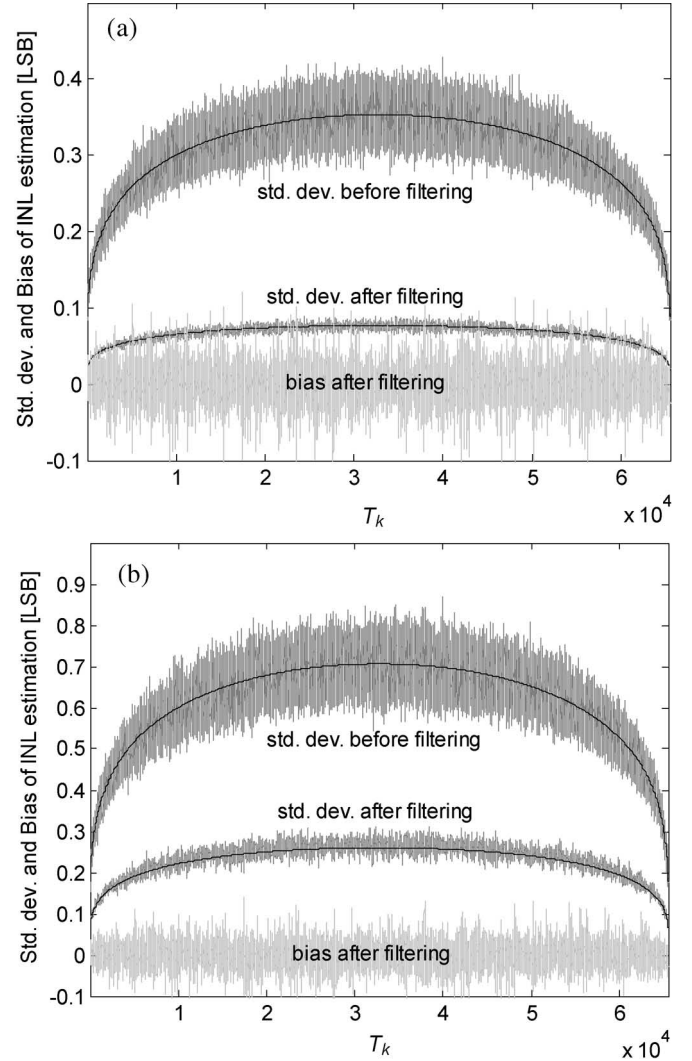 (a)
Std. dev. and Bias of INL estimation [LSB]
0.4
0.3
0.2
0.1
0
-0.1
std. dev. before filtering
std. dev. after filtering
bias after filtering
1 2 3 4 5 6
T_k
x 10^4
(b)
Std. dev. and Bias of INL estimation [LSB]
0.9
0.8
0.7
0.6
0.5
0.4
0.3
0.2
0.1
0
-0.1
std. dev. before filtering
std. dev. after filtering
bias after filtering
1 2 3 4 5 6
T_k
x 10^4